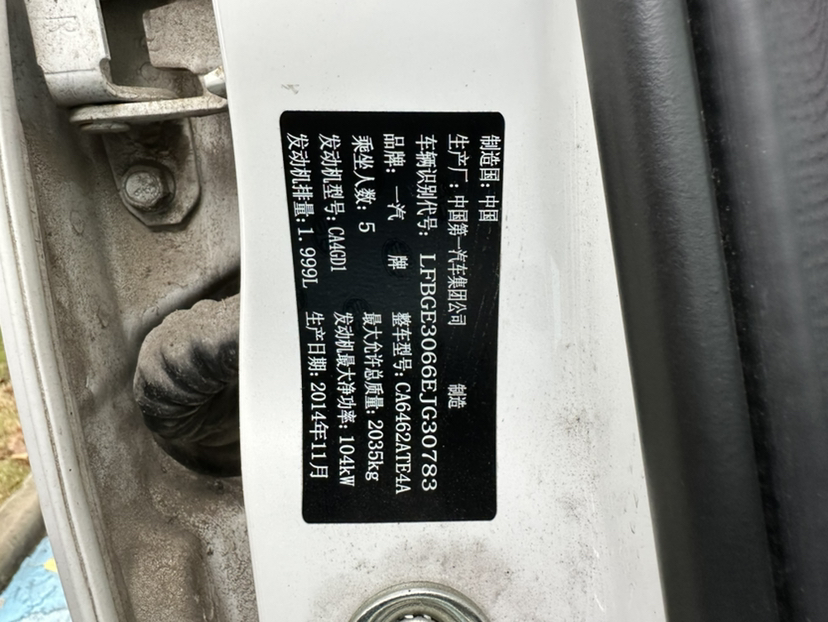 制造国：中国
生产厂：中国第一汽车集团公司 制造
车辆识别代号：LFBGE3066EJG30783
品牌：一汽 牌 整车型号：CA6462ATE4A
乘坐人数：5 最大允许总质量：2035kg
发动机型号：CA4GD1 发动机最大净功率：104kW
发动机排量：1.999L 生产日期：2014年11月
R